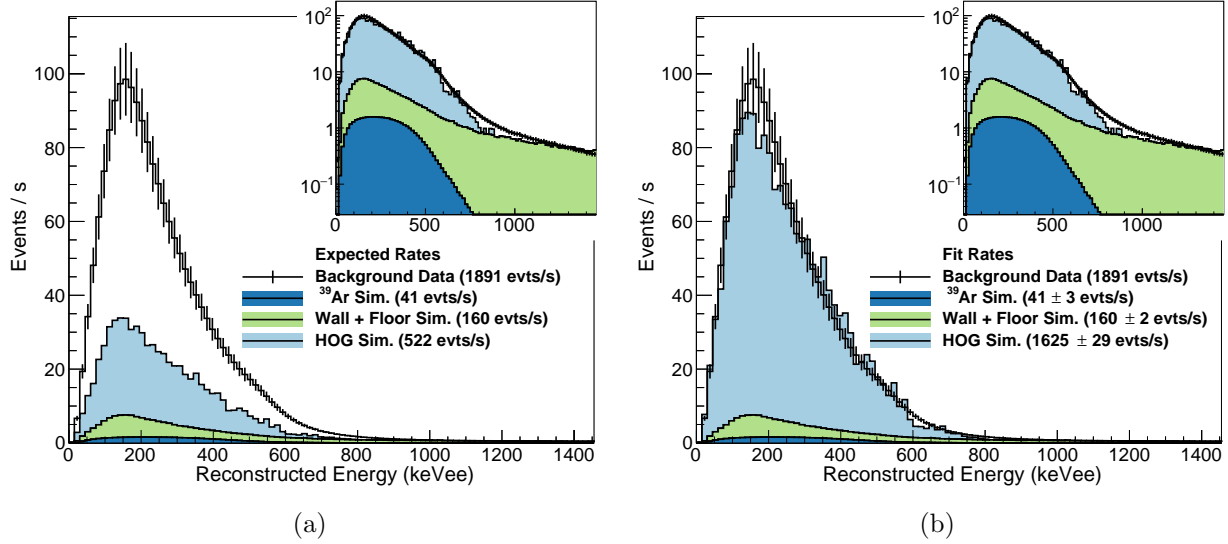 10²
10
1
10⁻¹
0 500 1000
Events / s
100
80
60
40
20
0
Expected Rates
Background Data (1891 evts/s)
³⁹Ar Sim. (41 evts/s)
Wall + Floor Sim. (160 evts/s)
HOG Sim. (522 evts/s)
0 200 400 600 800 1000 1200 1400
Reconstructed Energy (keVee)
(a)
10²
10
1
10⁻¹
0 500 1000
Events / s
100
80
60
40
20
0
Fit Rates
Background Data (1891 evts/s)
³⁹Ar Sim. (41 ± 3 evts/s)
Wall + Floor Sim. (160 ± 2 evts/s)
HOG Sim. (1625 ± 29 evts/s)
0 200 400 600 800 1000 1200 1400
Reconstructed Energy (keVee)
(b)